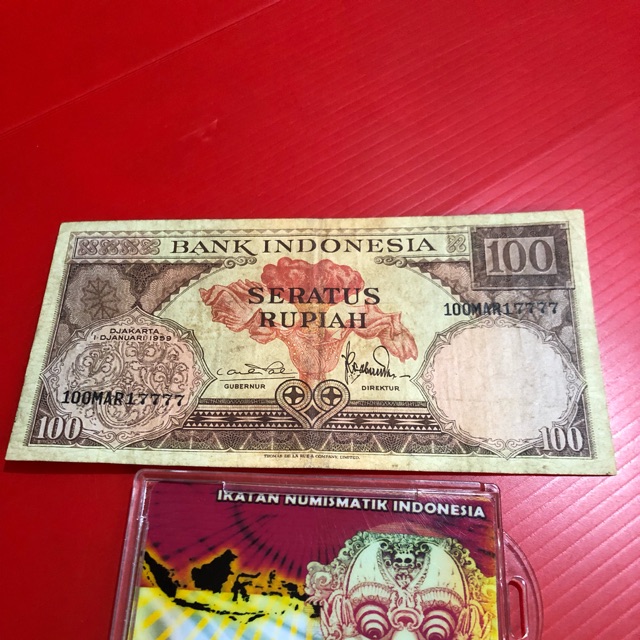 BANK INDONESIA
100
SERATUS
RUPIAH
100MAR17777
DJAKARTA
1 DJANUARI 1959
GUBERNUR
DIREKTUR
100MAR17777
100
100
THOMAS DE LA RUE & COMPANY, LIMITED.
IKATAN NUMISMATIK INDONESIA